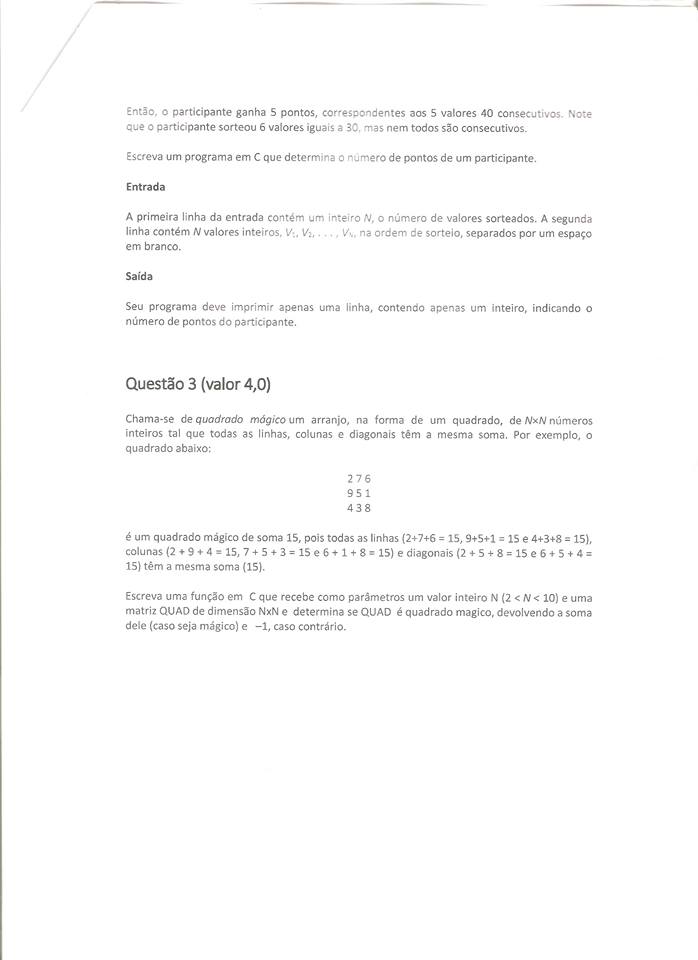 Então, o participante ganha 5 pontos, correspondentes aos 5 valores 40 consecutivos. Note
que o participante sorteou 6 valores iguais a 30, mas nem todos são consecutivos.
Escreva um programa em C que determina o número de pontos de um participante.
Entrada
A primeira linha da entrada contém um inteiro N, o número de valores sorteados. A segunda
linha contém N valores inteiros, V₁, V₂, . . . , Vₙ, na ordem de sorteio, separados por um espaço
em branco.
Saída
Seu programa deve imprimir apenas uma linha, contendo apenas um inteiro, indicando o
número de pontos do participante.
Questão 3 (valor 4,0)
Chama-se de quadrado mágico um arranjo, na forma de um quadrado, de N×N números
inteiros tal que todas as linhas, colunas e diagonais têm a mesma soma. Por exemplo, o
quadrado abaixo:
2 7 6
9 5 1
4 3 8
é um quadrado mágico de soma 15, pois todas as linhas (2+7+6 = 15, 9+5+1 = 15 e 4+3+8 = 15),
colunas (2 + 9 + 4 = 15, 7 + 5 + 3 = 15 e 6 + 1 + 8 = 15) e diagonais (2 + 5 + 8 = 15 e 6 + 5 + 4 =
15) têm a mesma soma (15).
Escreva uma função em C que recebe como parâmetros um valor inteiro N (2 < N < 10) e uma
matriz QUAD de dimensão NxN e determina se QUAD é quadrado magico, devolvendo a soma
dele (caso seja mágico) e –1, caso contrário.